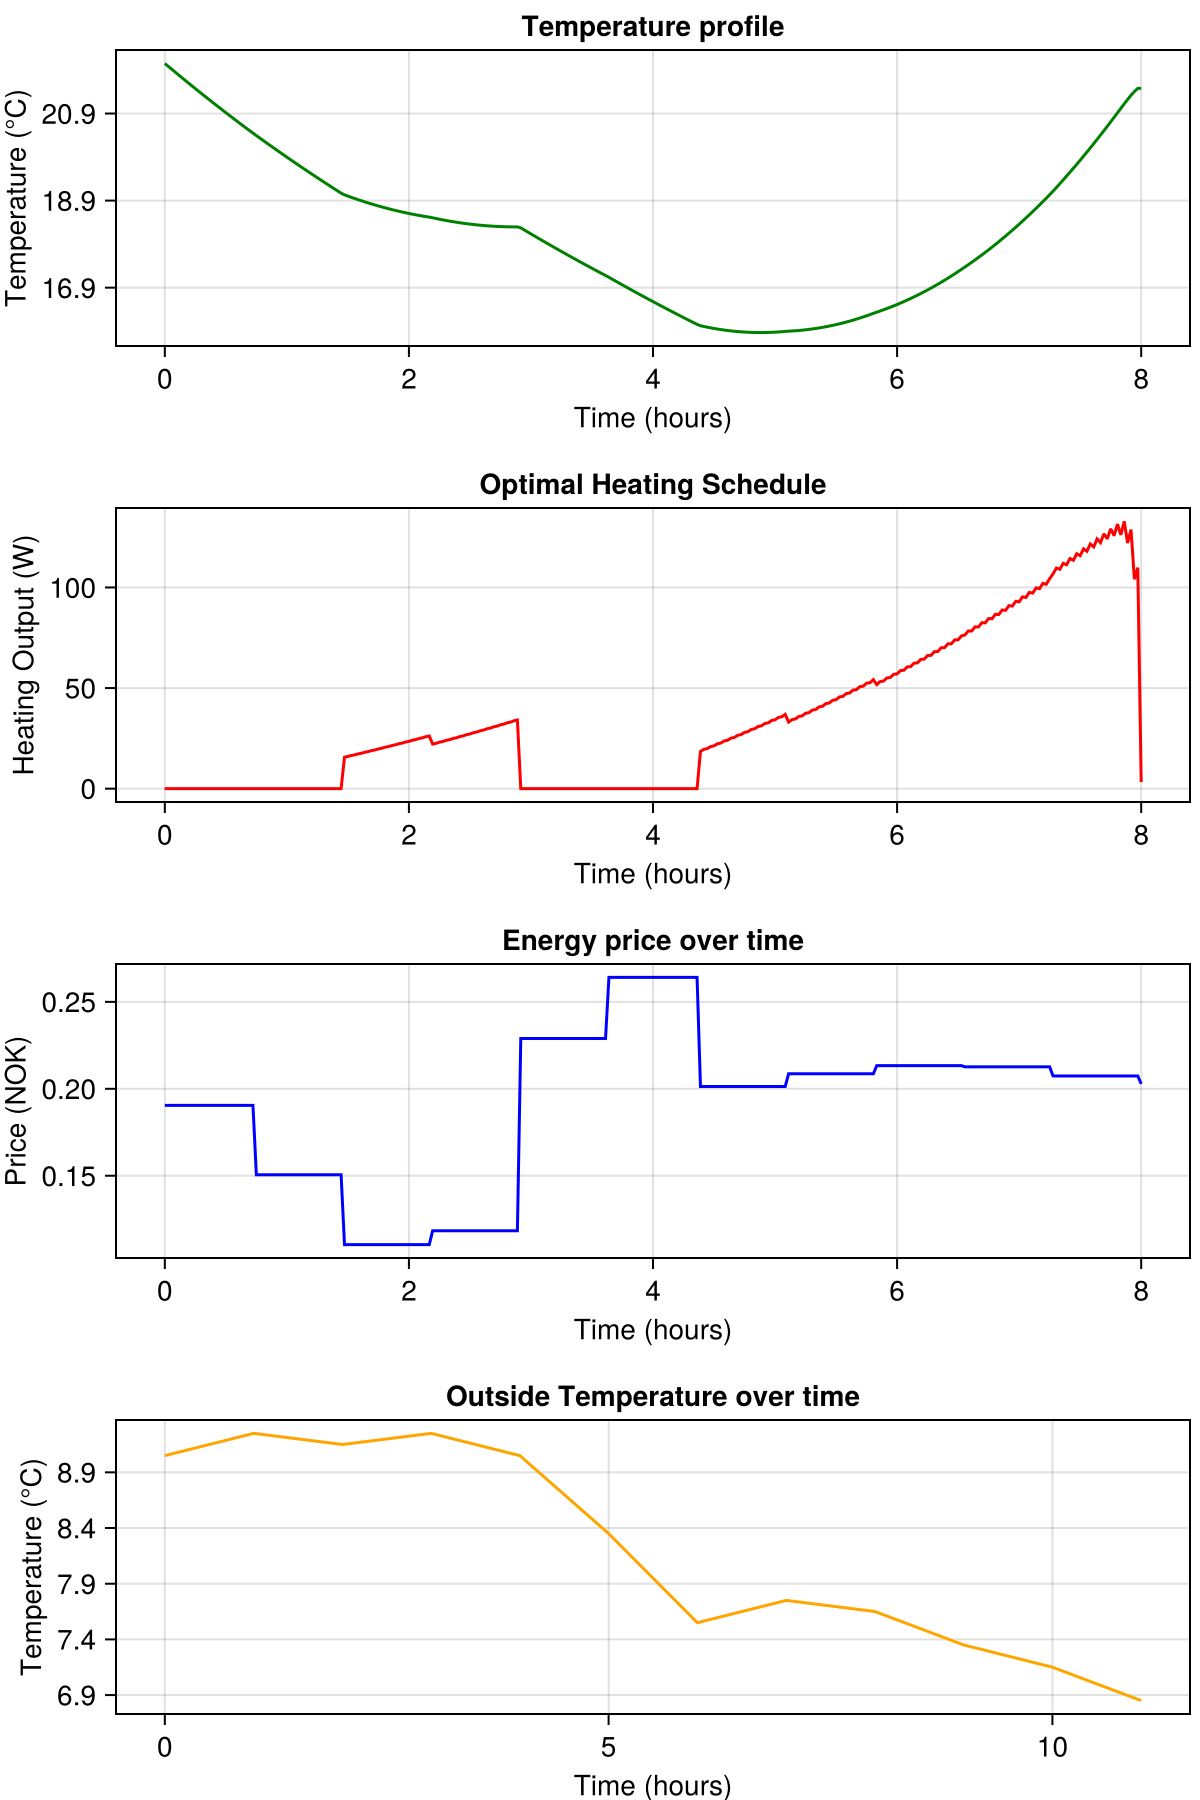 Temperature profile
Temperature (°C)
20.9
18.9
16.9
0 2 4 6 8
Time (hours)
Optimal Heating Schedule
Heating Output (W)
100
50
0
0 2 4 6 8
Time (hours)
Energy price over time
Price (NOK)
0.25
0.20
0.15
0 2 4 6 8
Time (hours)
Outside Temperature over time
Temperature (°C)
8.9
8.4
7.9
7.4
6.9
0 5 10
Time (hours)